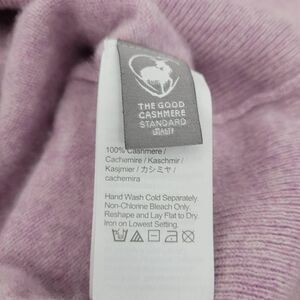 THE GOOD
CASHMERE
STANDARD
100% Cashmere /
Cachemire / Kaschmir /
Kasjmier / カシミヤ /
cachemira
Hand Wash Cold Separately.
Non-Chlorine Bleach Only.
Reshape and Lay Flat to Dry.
Iron on Lowest Setting.